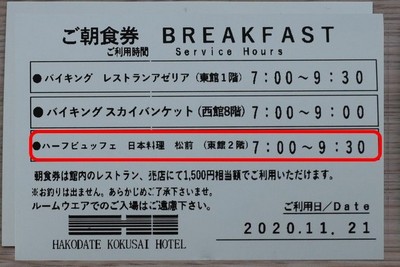 ご朝食券 BREAKFAST
ご利用時間 Service Hours
●バイキング レストランアゼリア(東館1階) 7:00～9:30
●バイキング スカイバンケット(西館8階) 7:00～9:00
●ハーフビュッフェ 日本料理 松前 (東館2階) 7:00～9:30
朝食券は館内のレストラン、売店にて1,500円相当額でご利用いただけます。
※お釣りは出ません。あらかじめご了承下さいませ。
ルームウエアでのご入場はご遠慮下さい。
ご利用日/Date
2020.11.21
HAKODATE KOKUSAI HOTEL